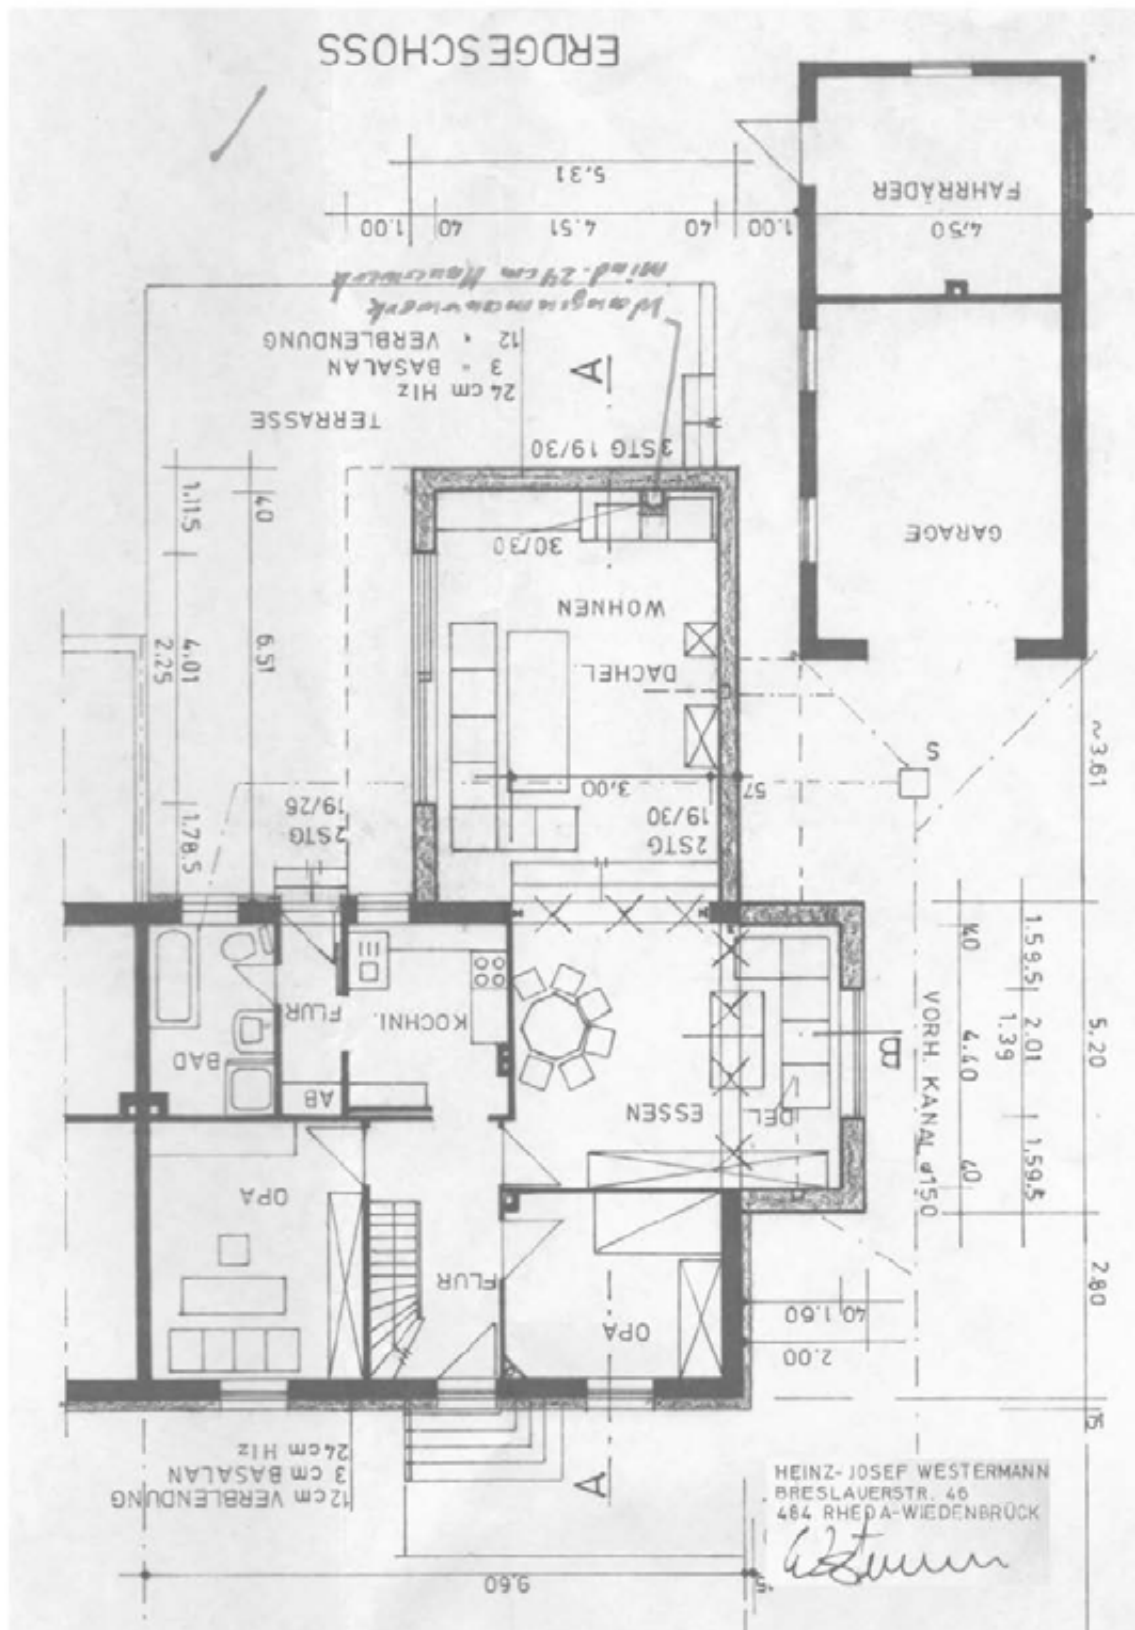 ERDGESCHOSS
5,31
1.00
40
4.51
40
1.00
4,50
FAHRRÄDER
mind. 24 cm Mauerwerk
Wangenmauerwerk
12 " VERBLENDUNG
3 " BASALAN
24 cm Hlz
A
TERRASSE
3STG 19/30
GARAGE
30/30
WOHNEN
DACHEL.
1.11.5
40
4.01
2.25
6.51
1.78.5
3,00
57
S
~3.61
2STG
19/26
2STG
19/30
BAD
FLUR
KOCHNI.
AB
ESSEN
DEL
B
VORH. KANAL ø150
40
4.40
40
1.59.5
2.01
1.39
1,59.5
5.20
2.80
15
OPA
FLUR
OPA
40 1.60
2.00
24cm Hlz
3 cm BASALAN
12cm VERBLENDUNG
A
9.60
HEINZ-JOSEF WESTERMANN
BRESLAUERSTR. 46
484 RHEDA-WIEDENBRÜCK